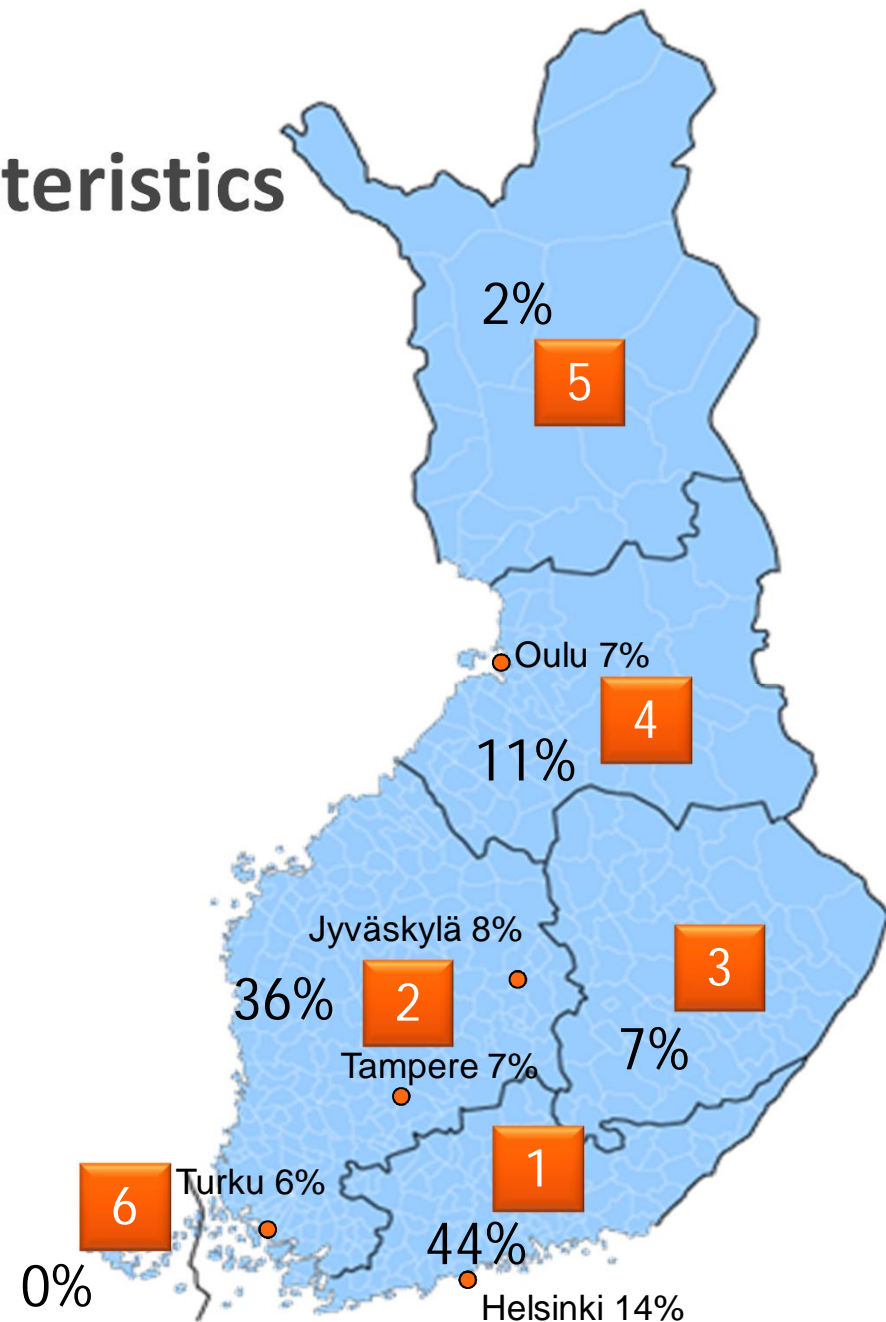 teristics
2%
5
Oulu 7%
4
11%
Jyväskylä 8%
3
36%
2
7%
Tampere 7%
1
Turku 6%
6
44%
0%
Helsinki 14%